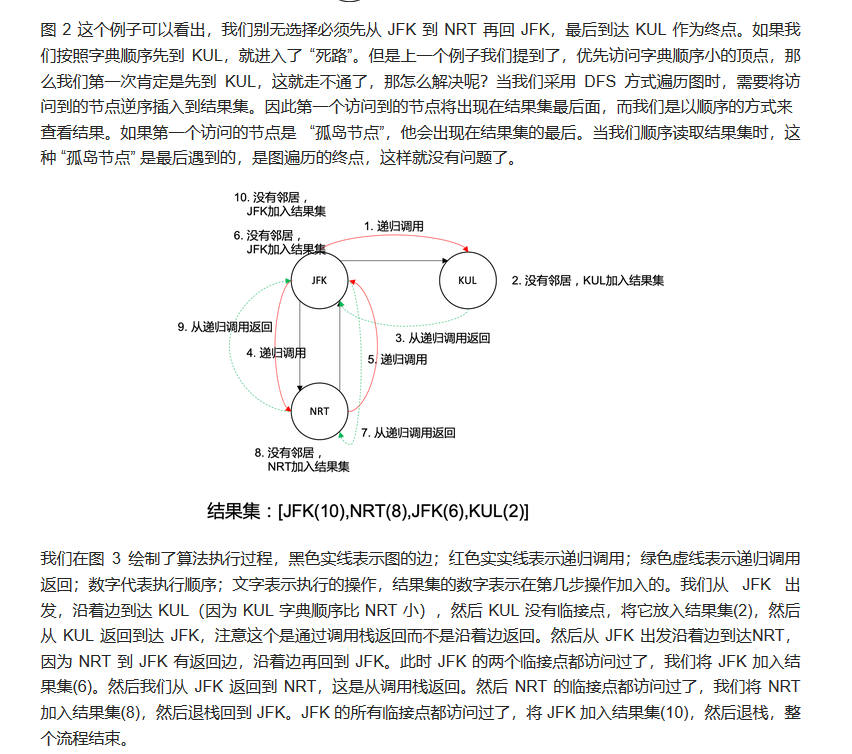 图 2 这个例子可以看出，我们别无选择必须先从 JFK 到 NRT 再回 JFK，最后到达 KUL 作为终点。如果我
们按照字典顺序先到 KUL，就进入了 “死路”。但是上一个例子我们提到了，优先访问字典顺序小的顶点，那
么我们第一次肯定是先到 KUL，这就走不通了，那怎么解决呢？当我们采用 DFS 方式遍历图时，需要将访
问到的节点逆序插入到结果集。因此第一个访问到的节点将出现在结果集最后面，而我们是以顺序的方式来
查看结果。如果第一个访问的节点是 “孤岛节点”，他会出现在结果集的最后。当我们顺序读取结果集时，这
种 “孤岛节点” 是最后遇到的，是图遍历的终点，这样就没有问题了。
10. 没有邻居，
JFK加入结果集
6. 没有邻居，
JFK加入结果集
1. 递归调用
JFK
KUL
2. 没有邻居，KUL加入结果集
9. 从递归调用返回
3. 从递归调用返回
4. 递归调用
5. 递归调用
NRT
7. 从递归调用返回
8. 没有邻居，
NRT加入结果集
结果集：[JFK(10),NRT(8),JFK(6),KUL(2)]
我们在图 3 绘制了算法执行过程，黑色实线表示图的边；红色实实线表示递归调用；绿色虚线表示递归调用
返回；数字代表执行顺序；文字表示执行的操作，结果集的数字表示在第几步操作加入的。我们从 JFK 出
发，沿着边到达 KUL（因为 KUL 字典顺序比 NRT 小），然后 KUL 没有临接点，将它放入结果集(2)，然后
从 KUL 返回到达 JFK，注意这个是通过调用栈返回而不是沿着边返回。然后从 JFK 出发沿着边到达NRT，
因为 NRT 到 JFK 有返回边，沿着边再回到 JFK。此时 JFK 的两个临接点都访问过了，我们将 JFK 加入结
果集(6)。然后我们从 JFK 返回到 NRT，这是从调用栈返回。然后 NRT 的临接点都访问过了，我们将 NRT
加入结果集(8)，然后退栈回到 JFK。JFK 的所有临接点都访问过了，将 JFK 加入结果集(10)，然后退栈，整
个流程结束。